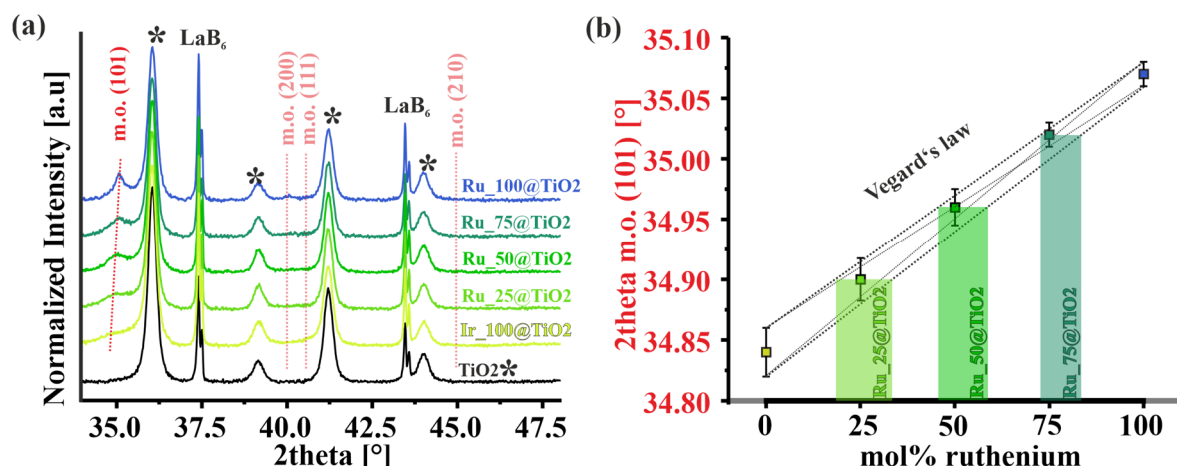 (a)
Normalized Intensity [a.u]
*
LaB6
m.o. (101)
m.o. (200)
m.o. (111)
*
LaB6
m.o. (210)
*
*
Ru_100@TiO2
Ru_75@TiO2
Ru_50@TiO2
Ru_25@TiO2
Ir_100@TiO2
TiO2*
35.0 37.5 40.0 42.5 45.0 47.5
2theta [°]
(b)
2theta m.o. (101) [°]
35.10
35.05
35.00
34.95
34.90
34.85
34.80
Vegard‘s law
Ru_25@TiO2
Ru_50@TiO2
Ru_75@TiO2
0 25 50 75 100
mol% ruthenium